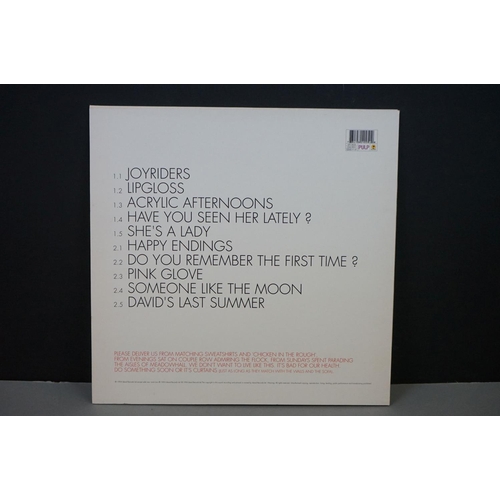 PULP
1.1 JOYRIDERS
1.2 LIPGLOSS
1.3 ACRYLIC AFTERNOONS
1.4 HAVE YOU SEEN HER LATELY ?
1.5 SHE'S A LADY
2.1 HAPPY ENDINGS
2.2 DO YOU REMEMBER THE FIRST TIME ?
2.3 PINK GLOVE
2.4 SOMEONE LIKE THE MOON
2.5 DAVID'S LAST SUMMER
PLEASE DELIVER US FROM MATCHING SWEATSHIRTS AND 'CHICKEN IN THE ROUGH'
FROM EVENINGS SAT ON COUPLE ROW ADMIRING THE POOL. FROM SUNDAYS SPENT PARADING
THE AISLES OF MEADOWHALL. WE DON'T WANT TO LIVE LIKE THIS. IT'S BAD FOR OUR HEALTH.
DO SOMETHING SOON OR IT'S CURTAINS